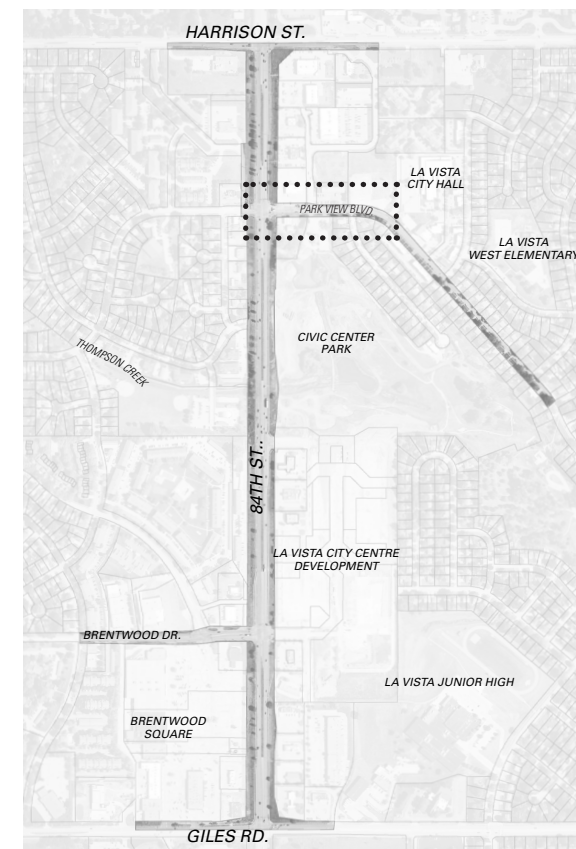 HARRISON ST.
LA VISTA
CITY HALL
PARK VIEW BLVD.
LA VISTA
WEST ELEMENTARY
CIVIC CENTER
PARK
THOMPSON CREEK
84TH ST..
LA VISTA CITY CENTRE
DEVELOPMENT
BRENTWOOD DR.
LA VISTA JUNIOR HIGH
BRENTWOOD
SQUARE
GILES RD.